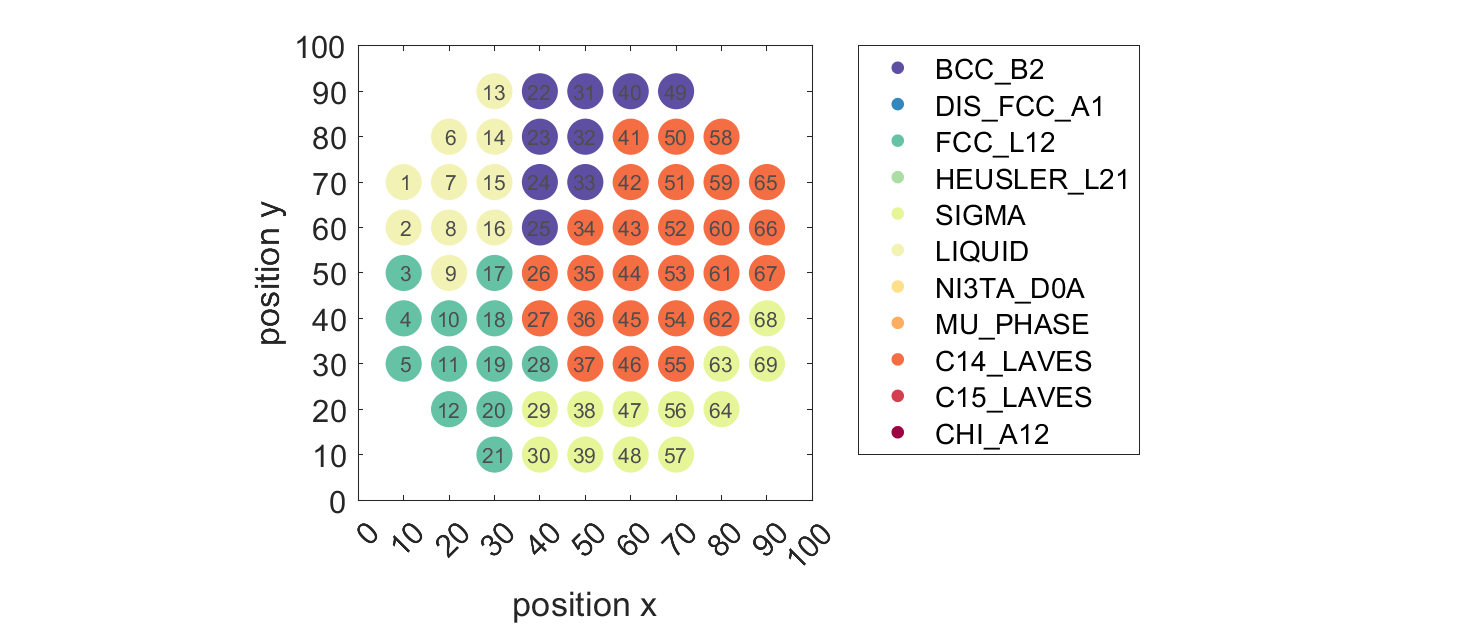 100
90 13 22 31 40 49
80 6 14 23 32 41 50 58
70 1 7 15 24 33 42 51 59 65
60 2 8 16 25 34 43 52 60 66
50 3 9 17 26 35 44 53 61 67
40 4 10 18 27 36 45 54 62 68
30 5 11 19 28 37 46 55 63 69
20 12 20 29 38 47 56 64
10 21 30 39 48 57
0
position y
0 10 20 30 40 50 60 70 80 90 100
position x
BCC_B2
DIS_FCC_A1
FCC_L12
HEUSLER_L21
SIGMA
LIQUID
NI3TA_D0A
MU_PHASE
C14_LAVES
C15_LAVES
CHI_A12